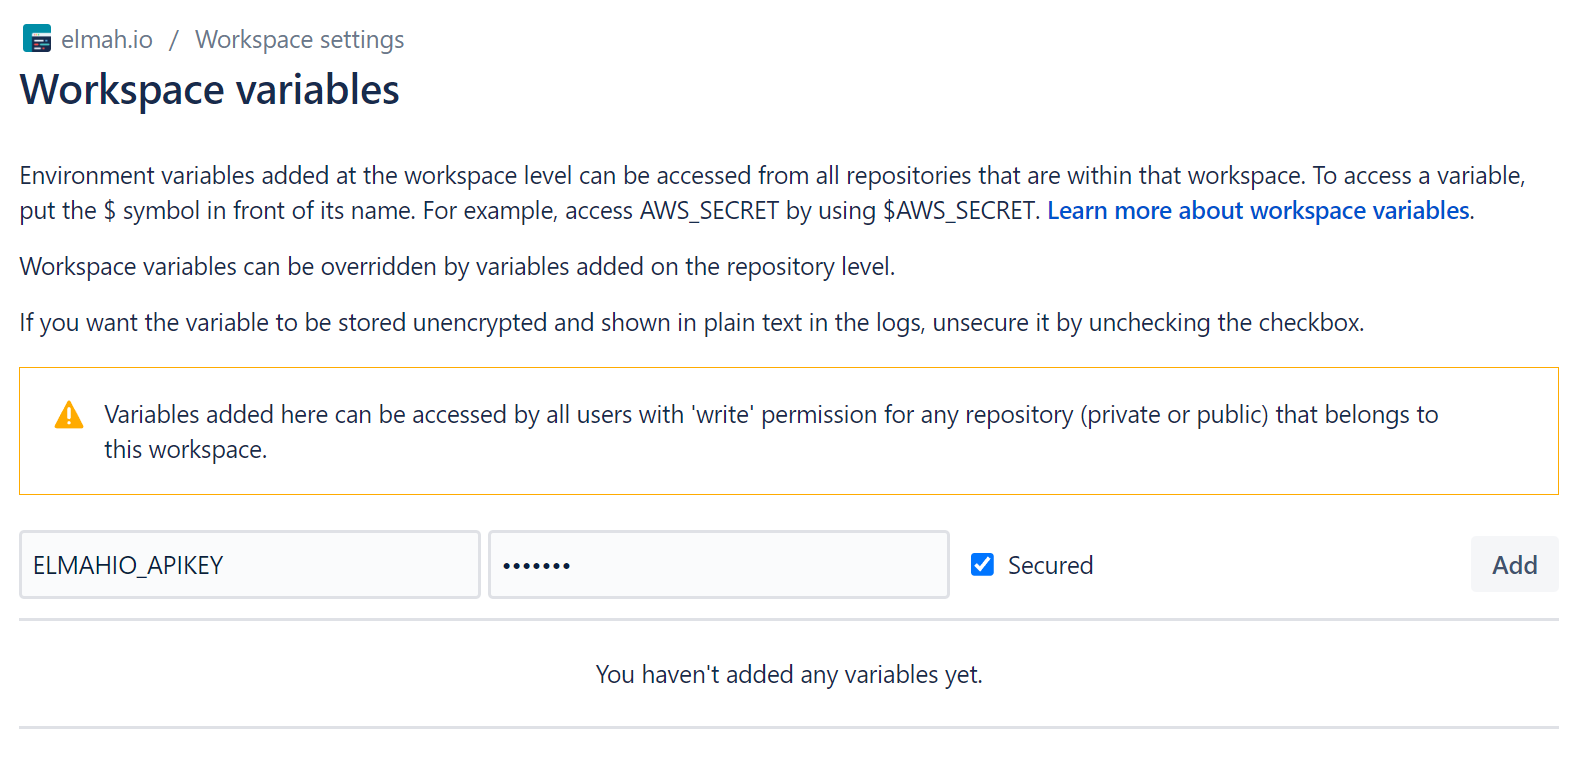 elmah.io / Workspace settings
Workspace variables
Environment variables added at the workspace level can be accessed from all repositories that are within that workspace. To access a variable,
put the $ symbol in front of its name. For example, access AWS_SECRET by using $AWS_SECRET. Learn more about workspace variables.
Workspace variables can be overridden by variables added on the repository level.
If you want the variable to be stored unencrypted and shown in plain text in the logs, unsecure it by unchecking the checkbox.
Variables added here can be accessed by all users with 'write' permission for any repository (private or public) that belongs to
this workspace.
ELMAHIO_APIKEY ••••••• Secured Add
You haven't added any variables yet.